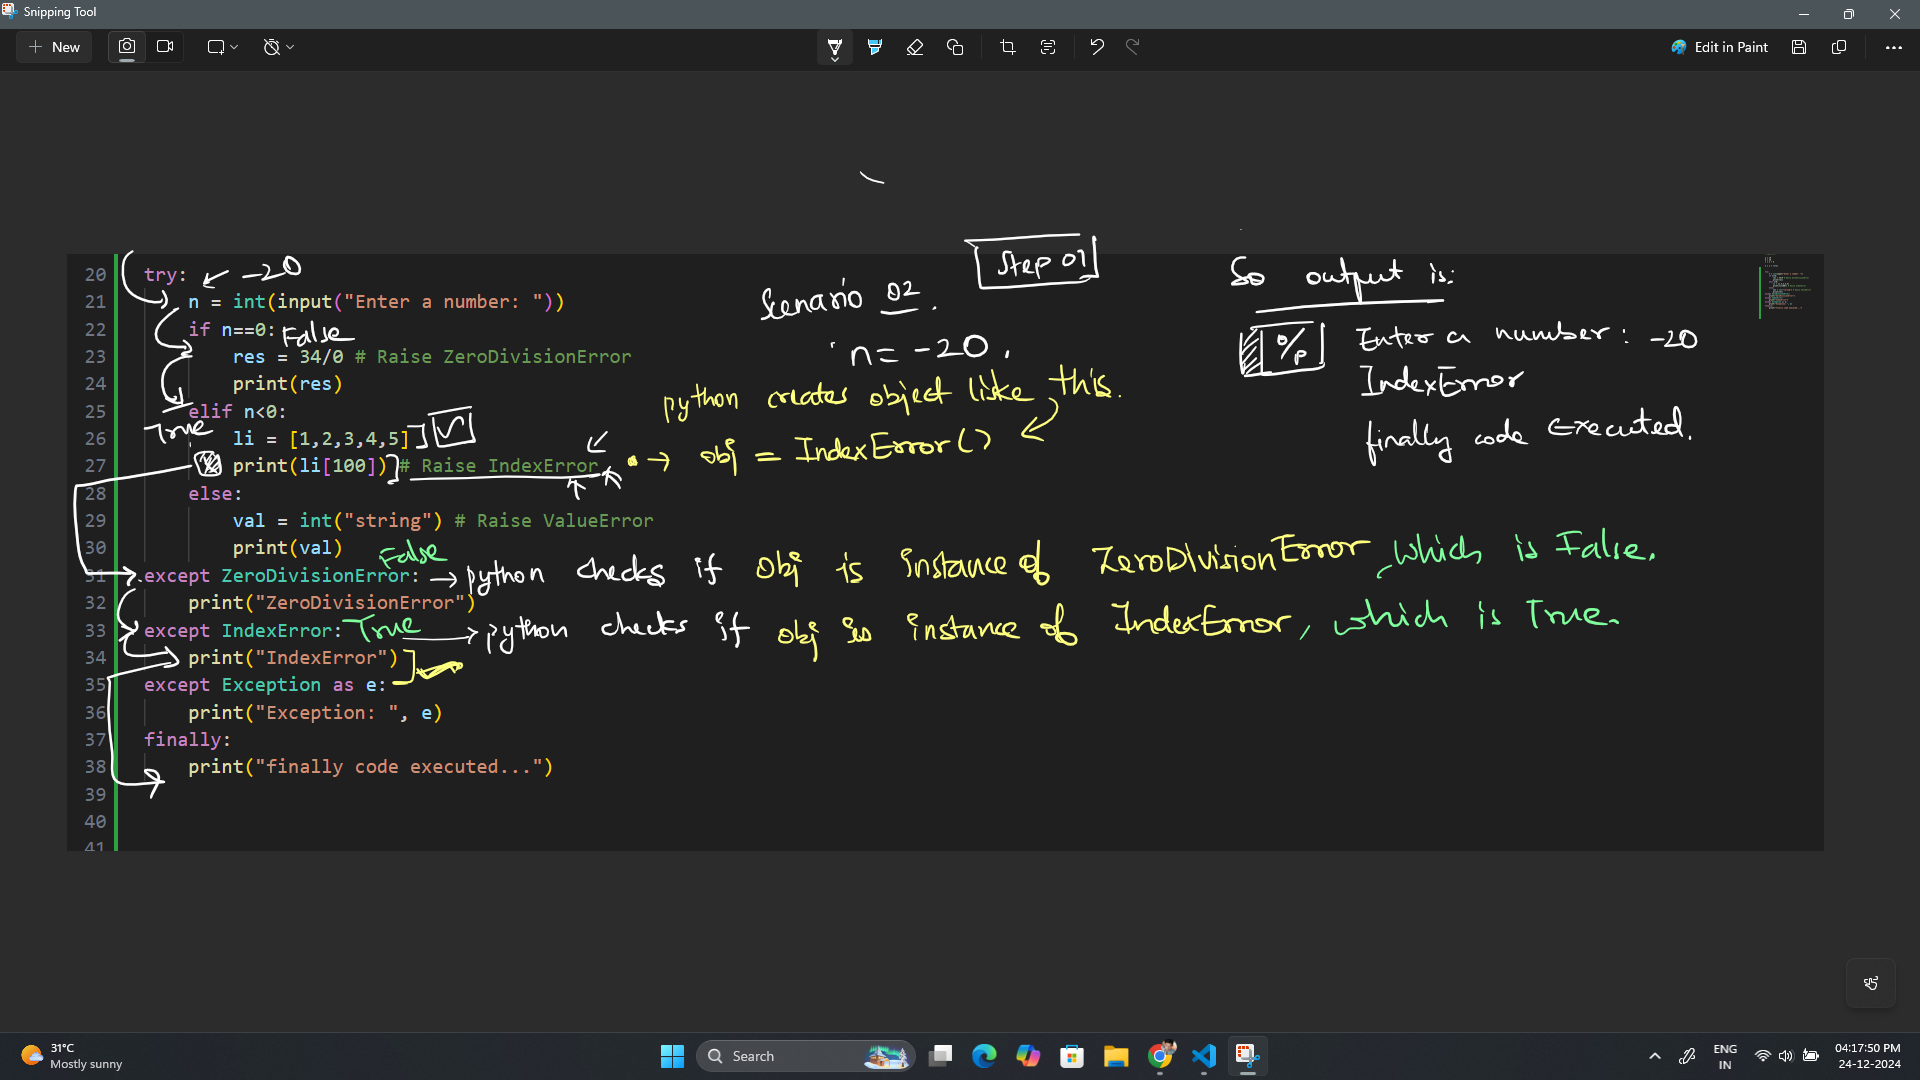 Snipping Tool
New
Edit in Paint
Step 01
Scenario 02.
n = -20.
python creates object liske this.
obj = IndexError()
So output is:
O/P
Enter a number: -20
IndexError
finally code Executed.
20 try:
-20
21 n = int(input("Enter a number: "))
22 if n==0:
False
23 res = 34/0 # Raise ZeroDivisionError
24 print(res)
25 elif n<0:
True
26 li = [1,2,3,4,5]
27 print(li[100]) # Raise IndexError
28 else:
29 val = int("string") # Raise ValueError
30 print(val)
False
31 except ZeroDivisionError:
python checks if obj is instance of ZeroDivisionError, which is False.
32 print("ZeroDivisionError")
33 except IndexError:
True
python checks if obj is instance of IndexError, which is True.
34 print("IndexError")
35 except Exception as e:
36 print("Exception: ", e)
37 finally:
38 print("finally code executed...")
39
40
41
31°C
Mostly sunny
Search
ENG
IN
04:17:50 PM
24-12-2024